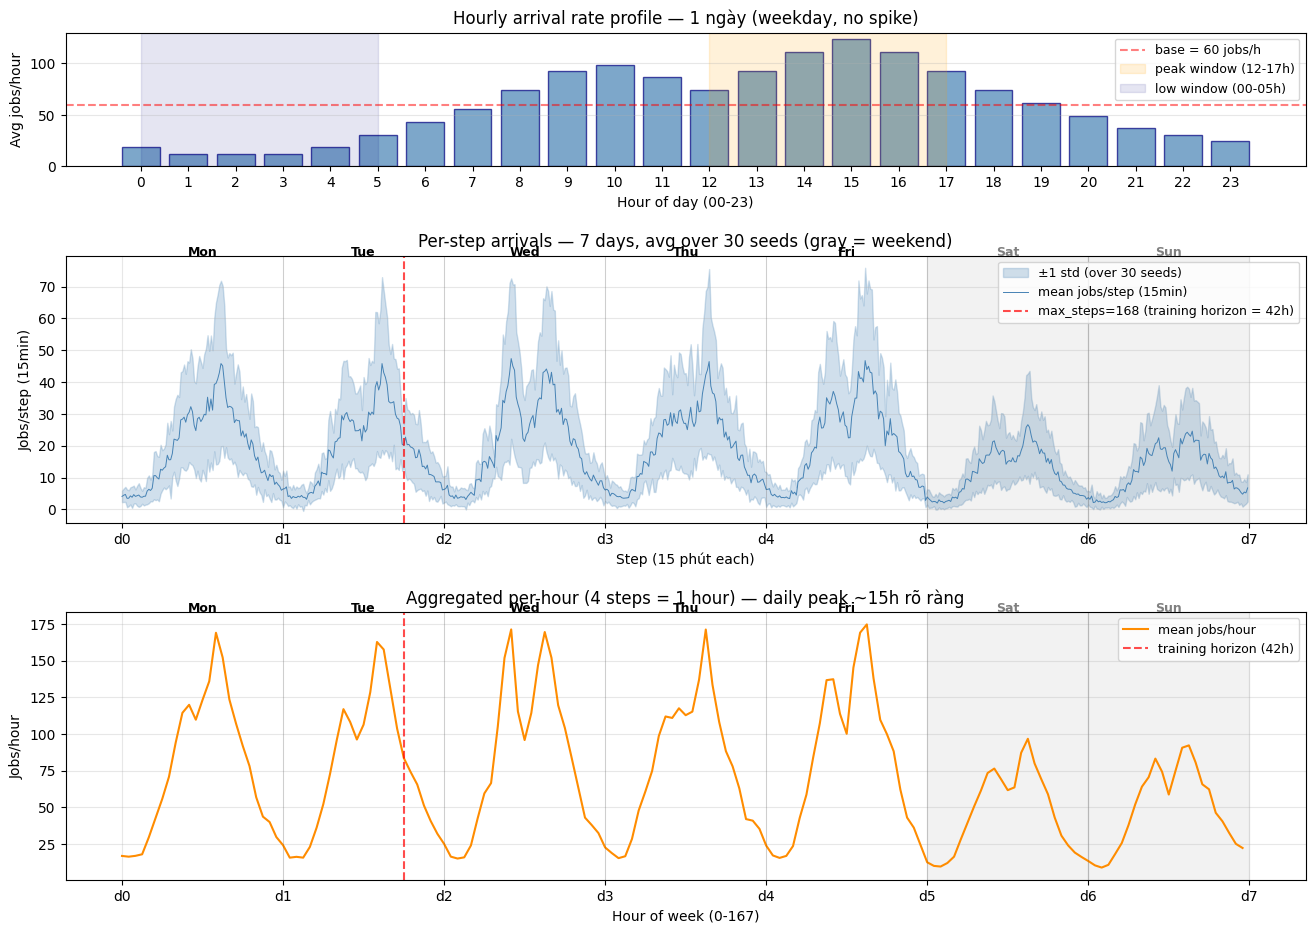 Hourly arrival rate profile — 1 ngày (weekday, no spike)
Avg jobs/hour
100
50
0
base = 60 jobs/h
peak window (12-17h)
low window (00-05h)
0 1 2 3 4 5 6 7 8 9 10 11 12 13 14 15 16 17 18 19 20 21 22 23
Hour of day (00-23)
Per-step arrivals — 7 days, avg over 30 seeds (gray = weekend)
Mon Tue Wed Thu Fri Sat Sun
Jobs/step (15min)
70
60
50
40
30
20
10
0
±1 std (over 30 seeds)
mean jobs/step (15min)
max_steps=168 (training horizon = 42h)
d0 d1 d2 d3 d4 d5 d6 d7
Step (15 phút each)
Aggregated per-hour (4 steps = 1 hour) — daily peak ~15h rõ ràng
Mon Tue Wed Thu Fri Sat Sun
Jobs/hour
175
150
125
100
75
50
25
mean jobs/hour
training horizon (42h)
d0 d1 d2 d3 d4 d5 d6 d7
Hour of week (0-167)